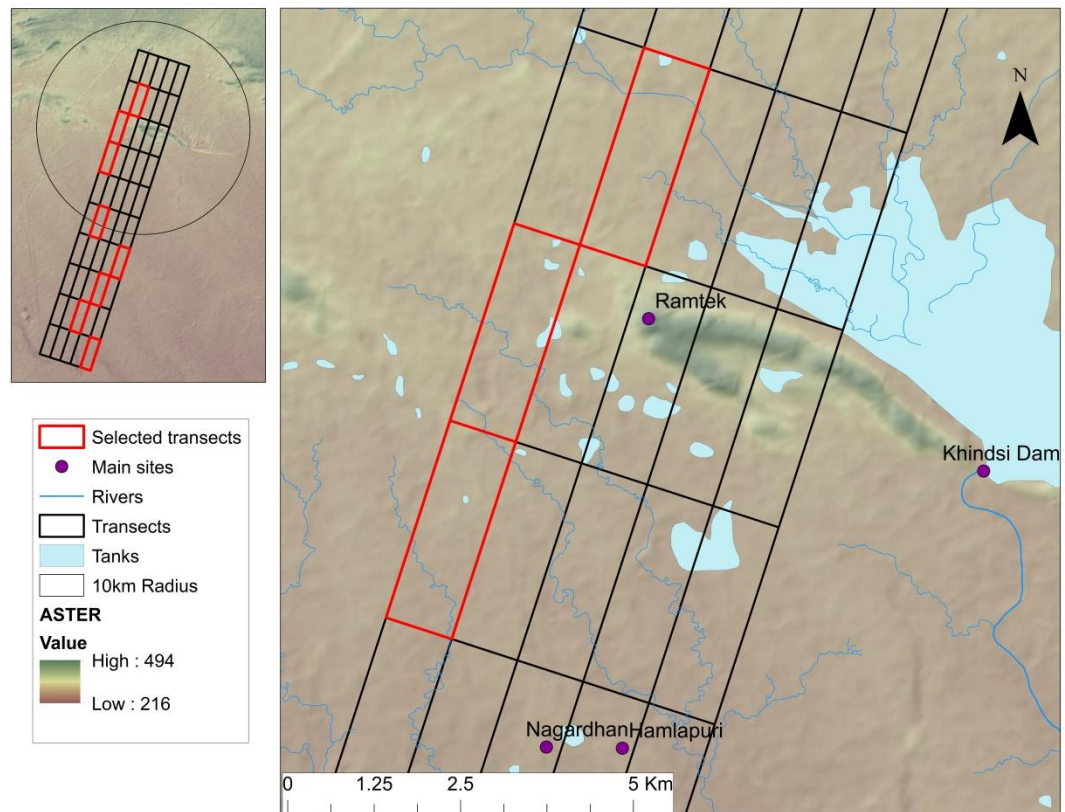 N
Ramtek
Khindsi Dam
Nagardhan
Hamlapuri
0 1.25 2.5 5 Km
Selected transects
Main sites
Rivers
Transects
Tanks
10km Radius
ASTER
Value
High : 494
Low : 216